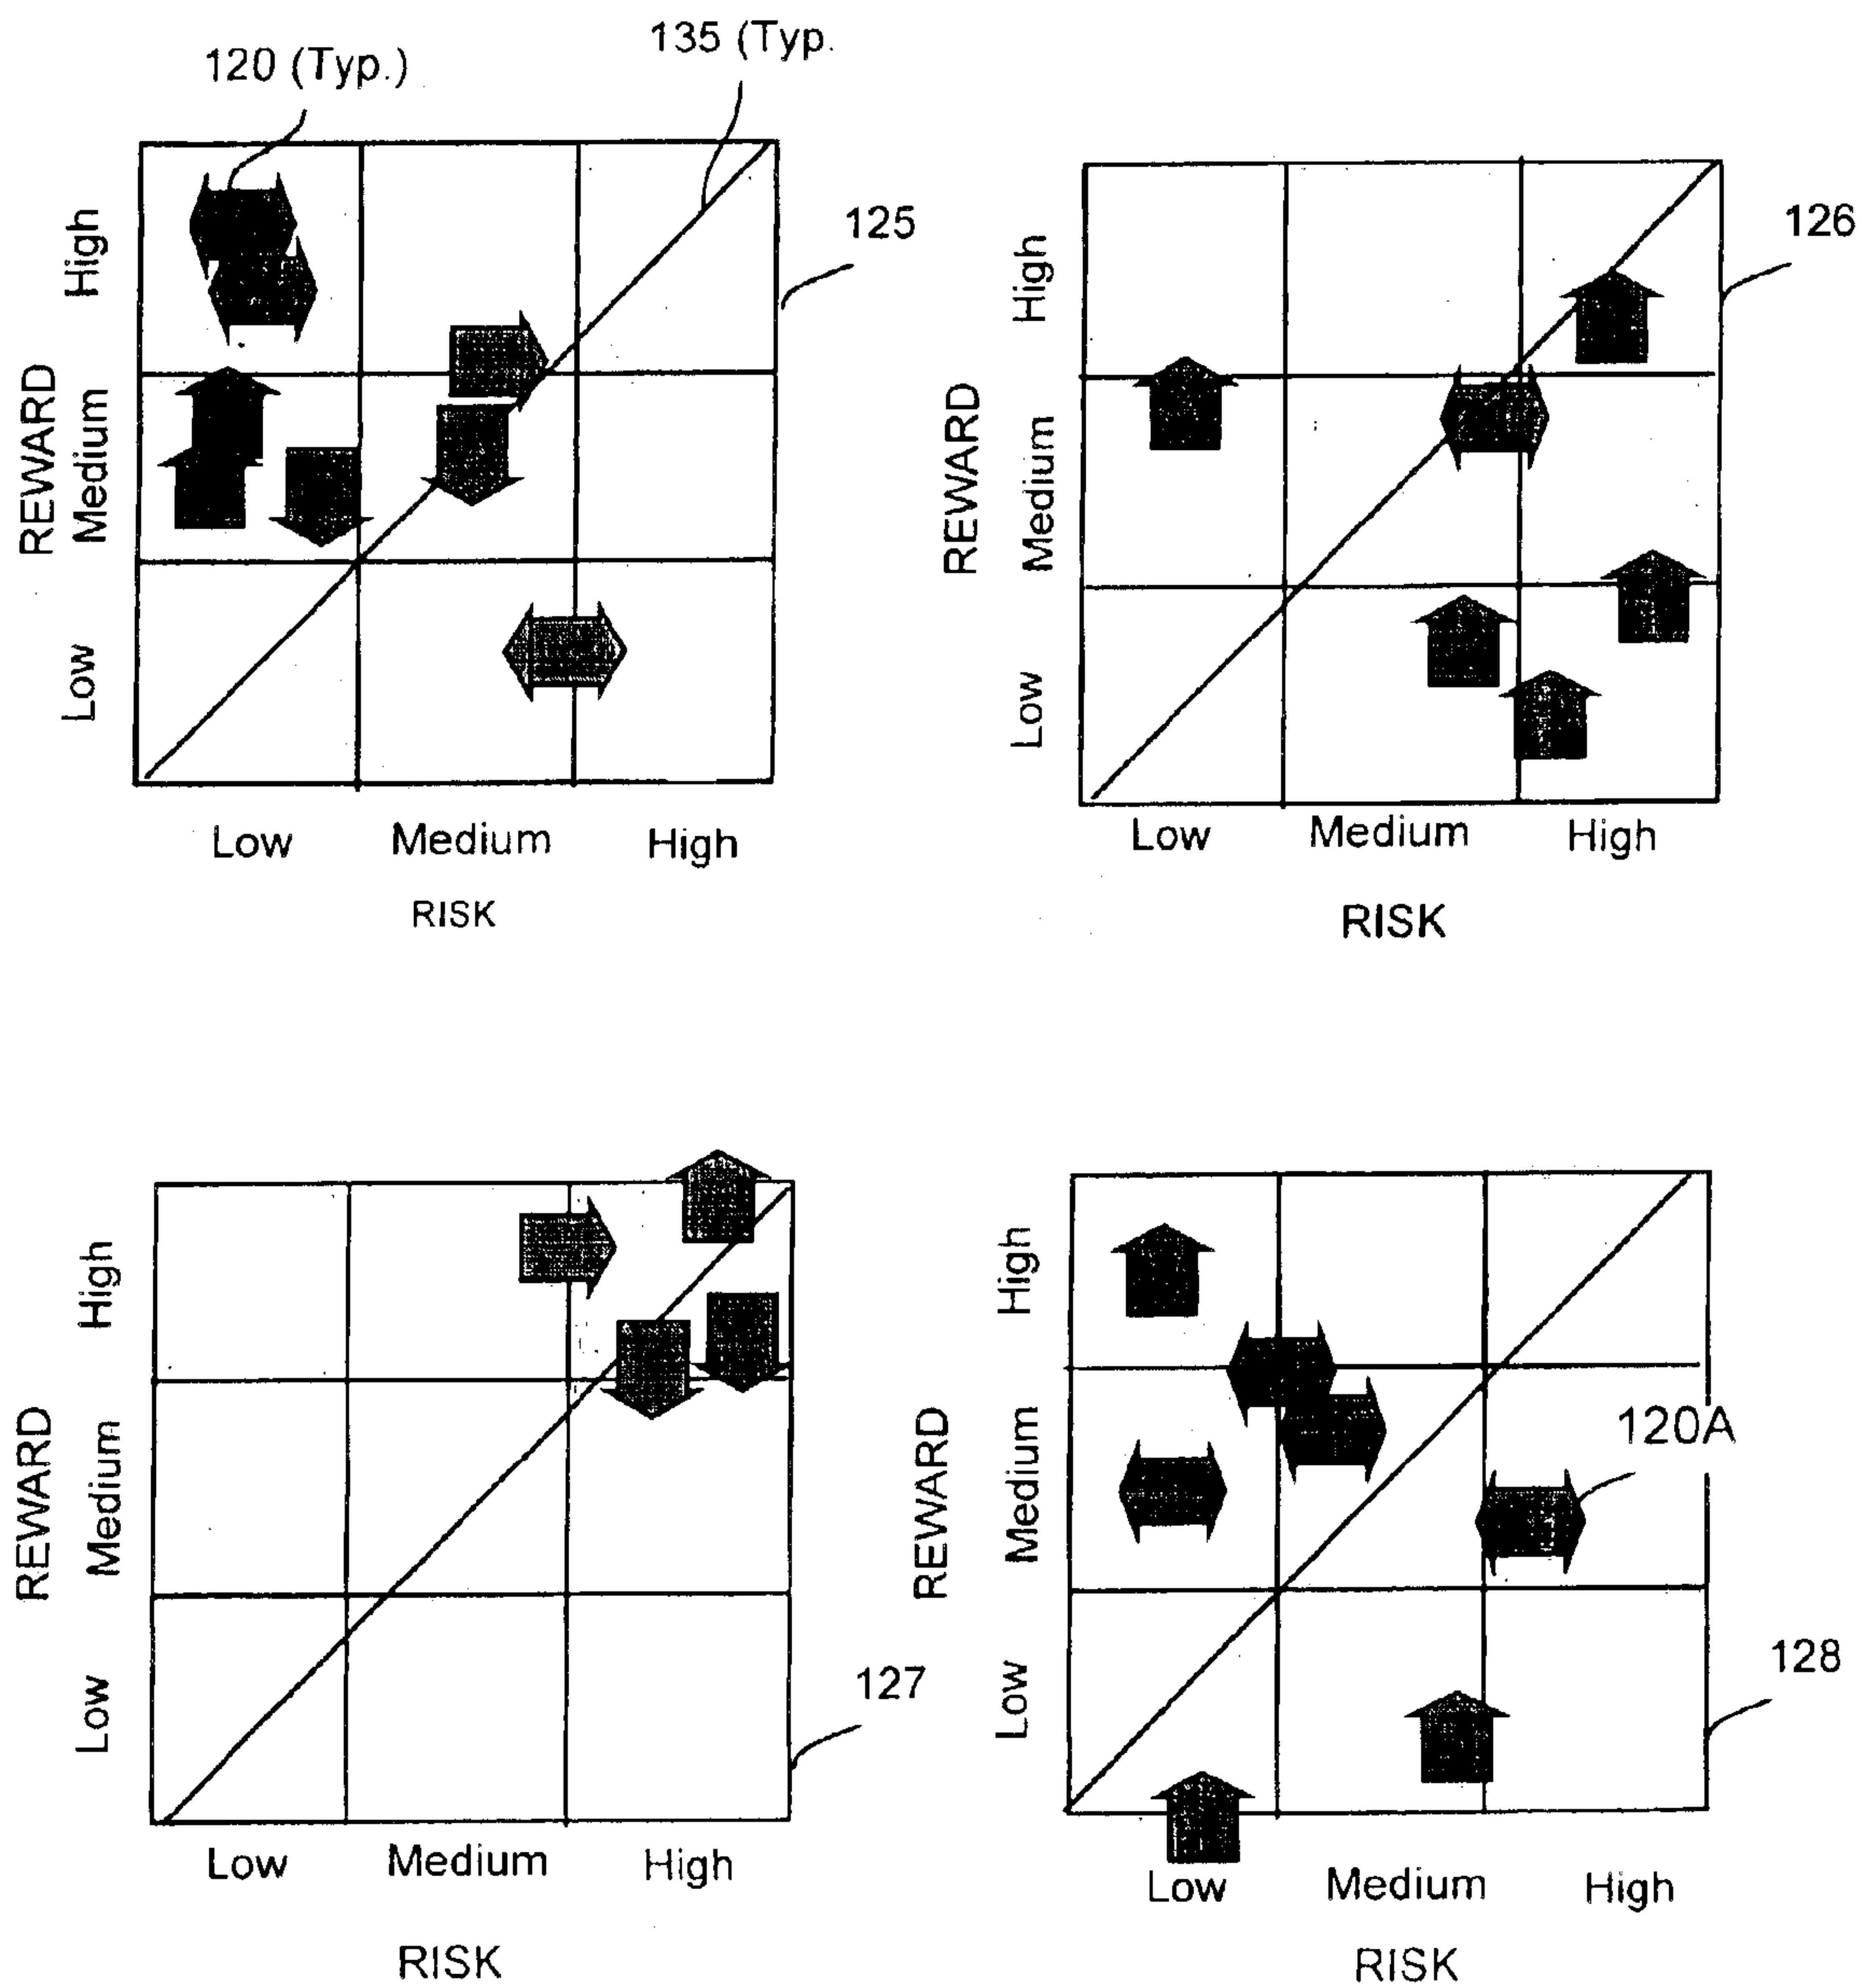 120 (Typ.)
135 (Typ.
125
REWARD
High
Medium
Low
Low Medium High
RISK
126
REWARD
High
Medium
Low
Low Medium High
RISK
127
REWARD
High
Medium
Low
Low Medium High
RISK
120A
128
REWARD
High
Medium
Low
Low Medium High
RISK